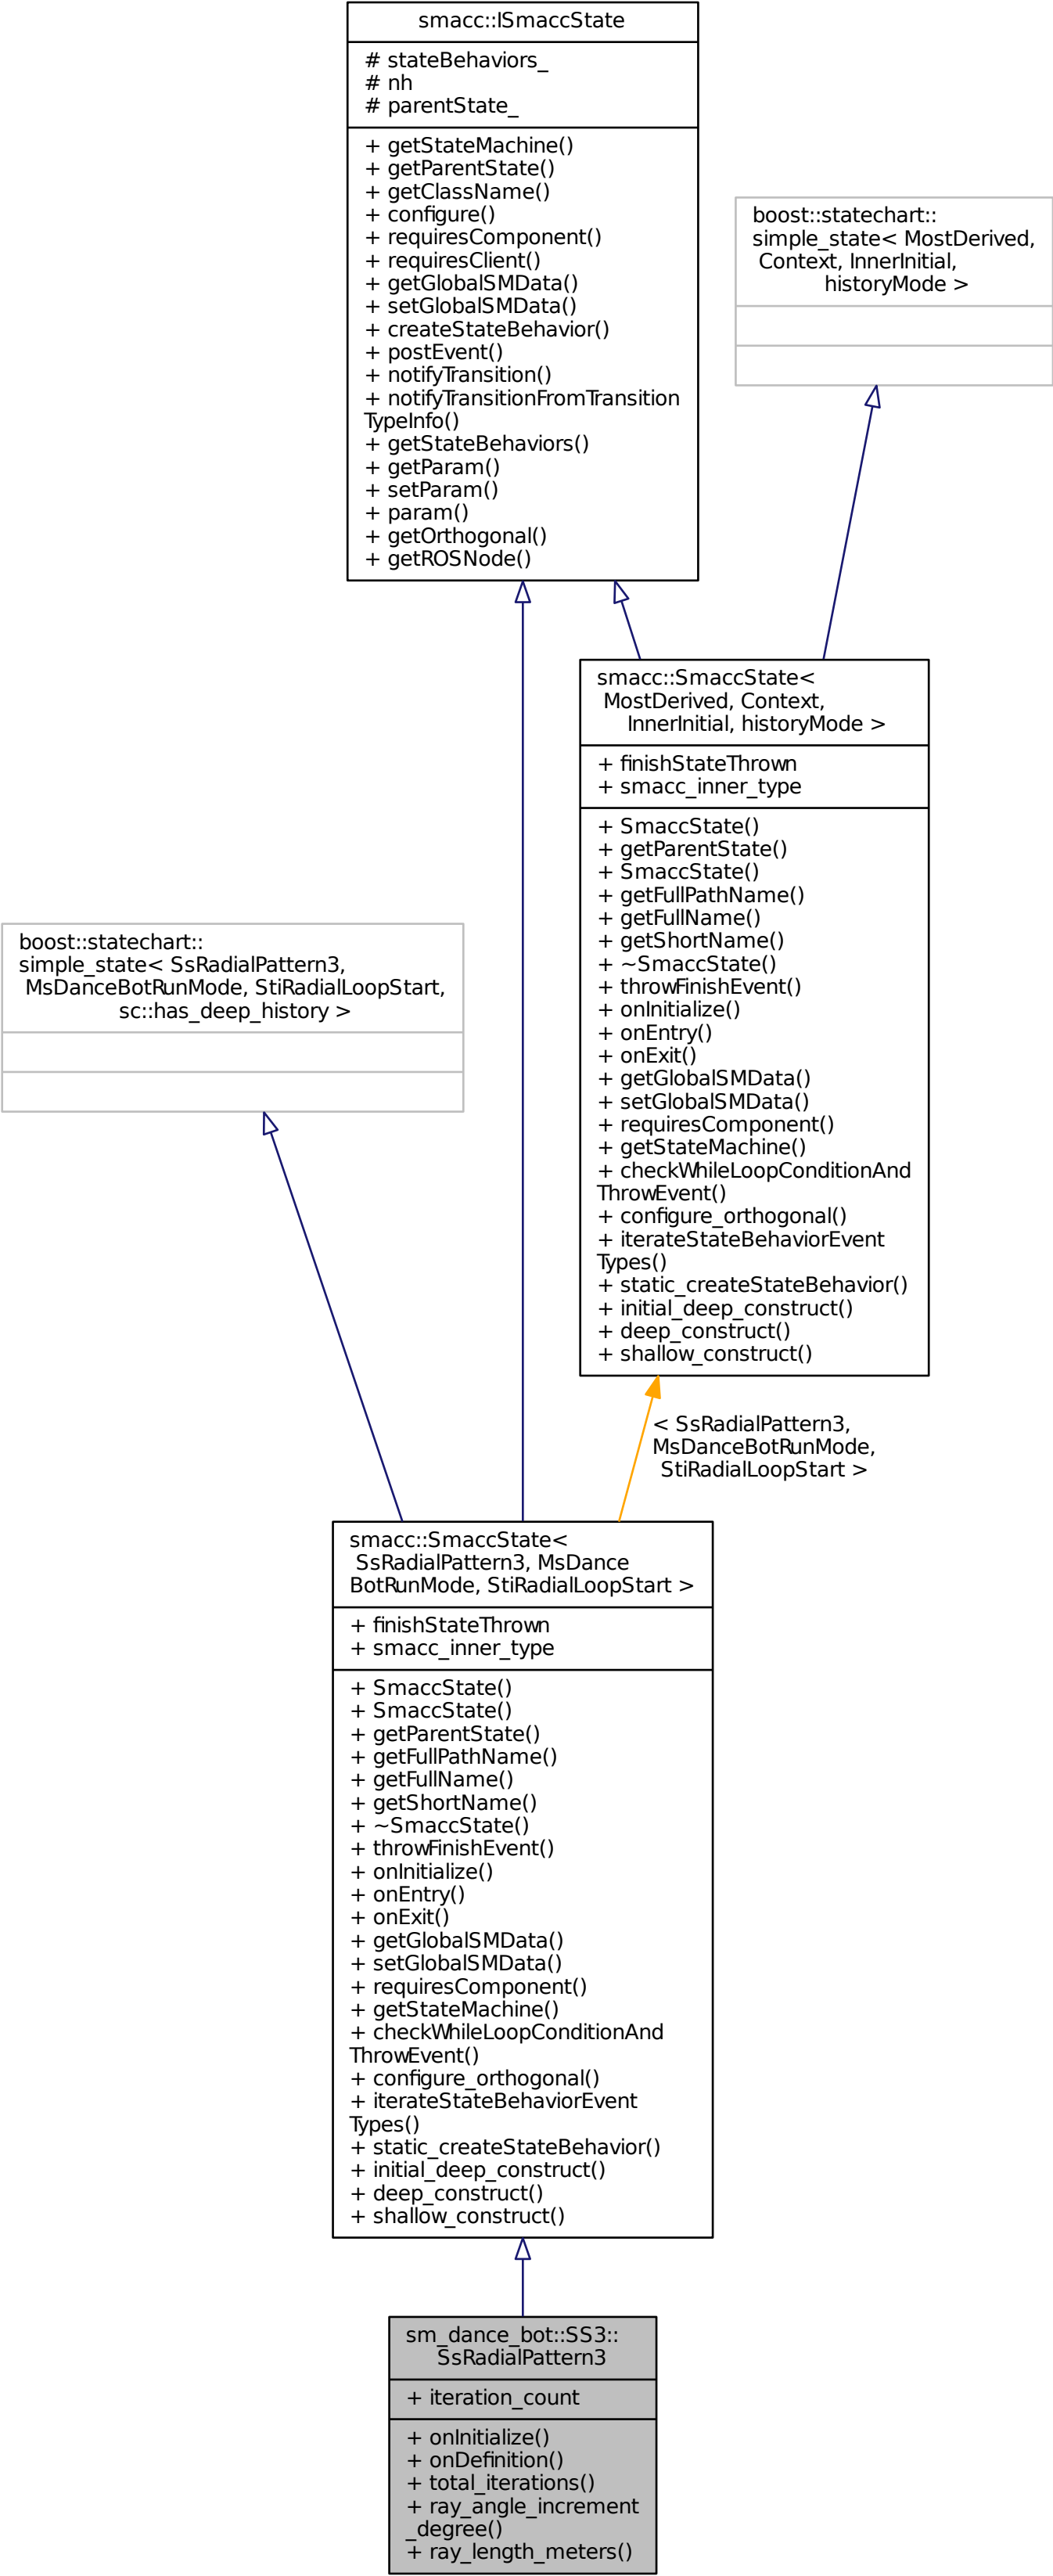 smacc::ISmaccState
# stateBehaviors_
# nh
# parentState_
+ getStateMachine()
+ getParentState()
+ getClassName()
+ configure()
+ requiresComponent()
+ requiresClient()
+ getGlobalSMData()
+ setGlobalSMData()
+ createStateBehavior()
+ postEvent()
+ notifyTransition()
+ notifyTransitionFromTransition
TypeInfo()
+ getStateBehaviors()
+ getParam()
+ setParam()
+ param()
+ getOrthogonal()
+ getROSNode()
boost::statechart::
simple_state< MostDerived,
Context, InnerInitial,
historyMode >
smacc::SmaccState<
MostDerived, Context,
InnerInitial, historyMode >
+ finishStateThrown
+ smacc_inner_type
+ SmaccState()
+ getParentState()
+ SmaccState()
+ getFullPathName()
+ getFullName()
+ getShortName()
+ ~SmaccState()
+ throwFinishEvent()
+ onInitialize()
+ onEntry()
+ onExit()
+ getGlobalSMData()
+ setGlobalSMData()
+ requiresComponent()
+ getStateMachine()
+ checkWhileLoopConditionAnd
ThrowEvent()
+ configure_orthogonal()
+ iterateStateBehaviorEvent
Types()
+ static_createStateBehavior()
+ initial_deep_construct()
+ deep_construct()
+ shallow_construct()
boost::statechart::
simple_state< SsRadialPattern3,
MsDanceBotRunMode, StiRadialLoopStart,
sc::has_deep_history >
< SsRadialPattern3,
MsDanceBotRunMode,
StiRadialLoopStart >
smacc::SmaccState<
SsRadialPattern3, MsDance
BotRunMode, StiRadialLoopStart >
+ finishStateThrown
+ smacc_inner_type
+ SmaccState()
+ SmaccState()
+ getParentState()
+ getFullPathName()
+ getFullName()
+ getShortName()
+ ~SmaccState()
+ throwFinishEvent()
+ onInitialize()
+ onEntry()
+ onExit()
+ getGlobalSMData()
+ setGlobalSMData()
+ requiresComponent()
+ getStateMachine()
+ checkWhileLoopConditionAnd
ThrowEvent()
+ configure_orthogonal()
+ iterateStateBehaviorEvent
Types()
+ static_createStateBehavior()
+ initial_deep_construct()
+ deep_construct()
+ shallow_construct()
sm_dance_bot::SS3::
SsRadialPattern3
+ iteration_count
+ onInitialize()
+ onDefinition()
+ total_iterations()
+ ray_angle_increment
_degree()
+ ray_length_meters()